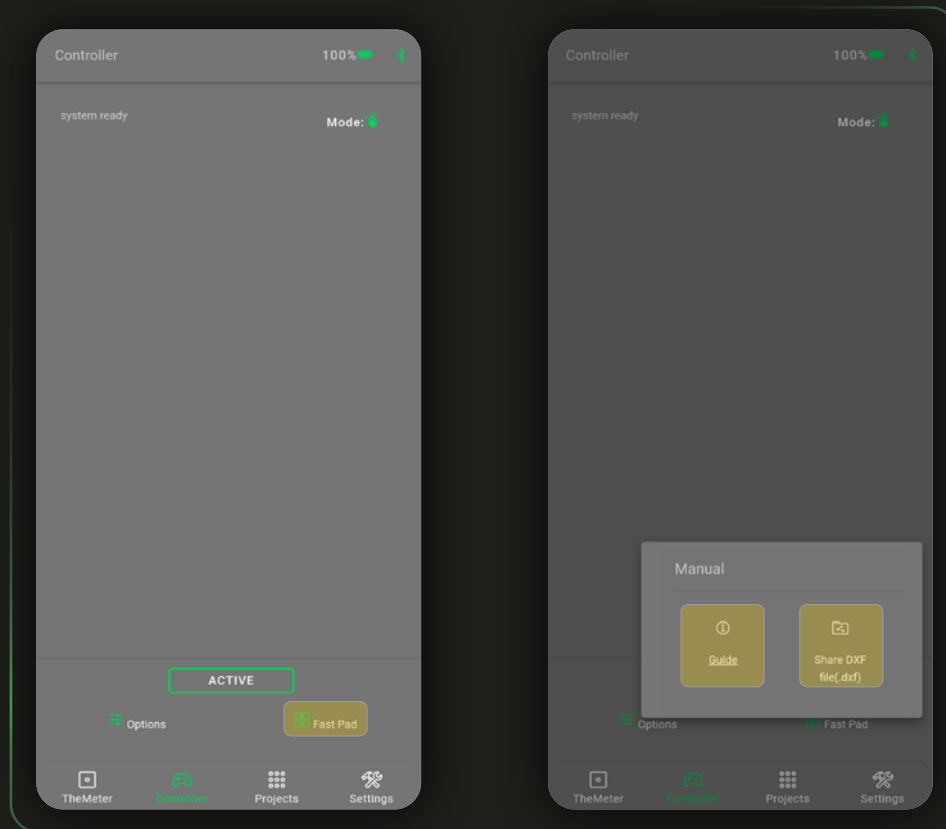 Controller
100%
system ready
Mode:
ACTIVE
Options
Fast Pad
TheMeter
Controller
Projects
Settings
Controller
100%
system ready
Mode:
Manual
Guide
Share DXF
file(.dxf)
Options
Fast Pad
TheMeter
Controller
Projects
Settings